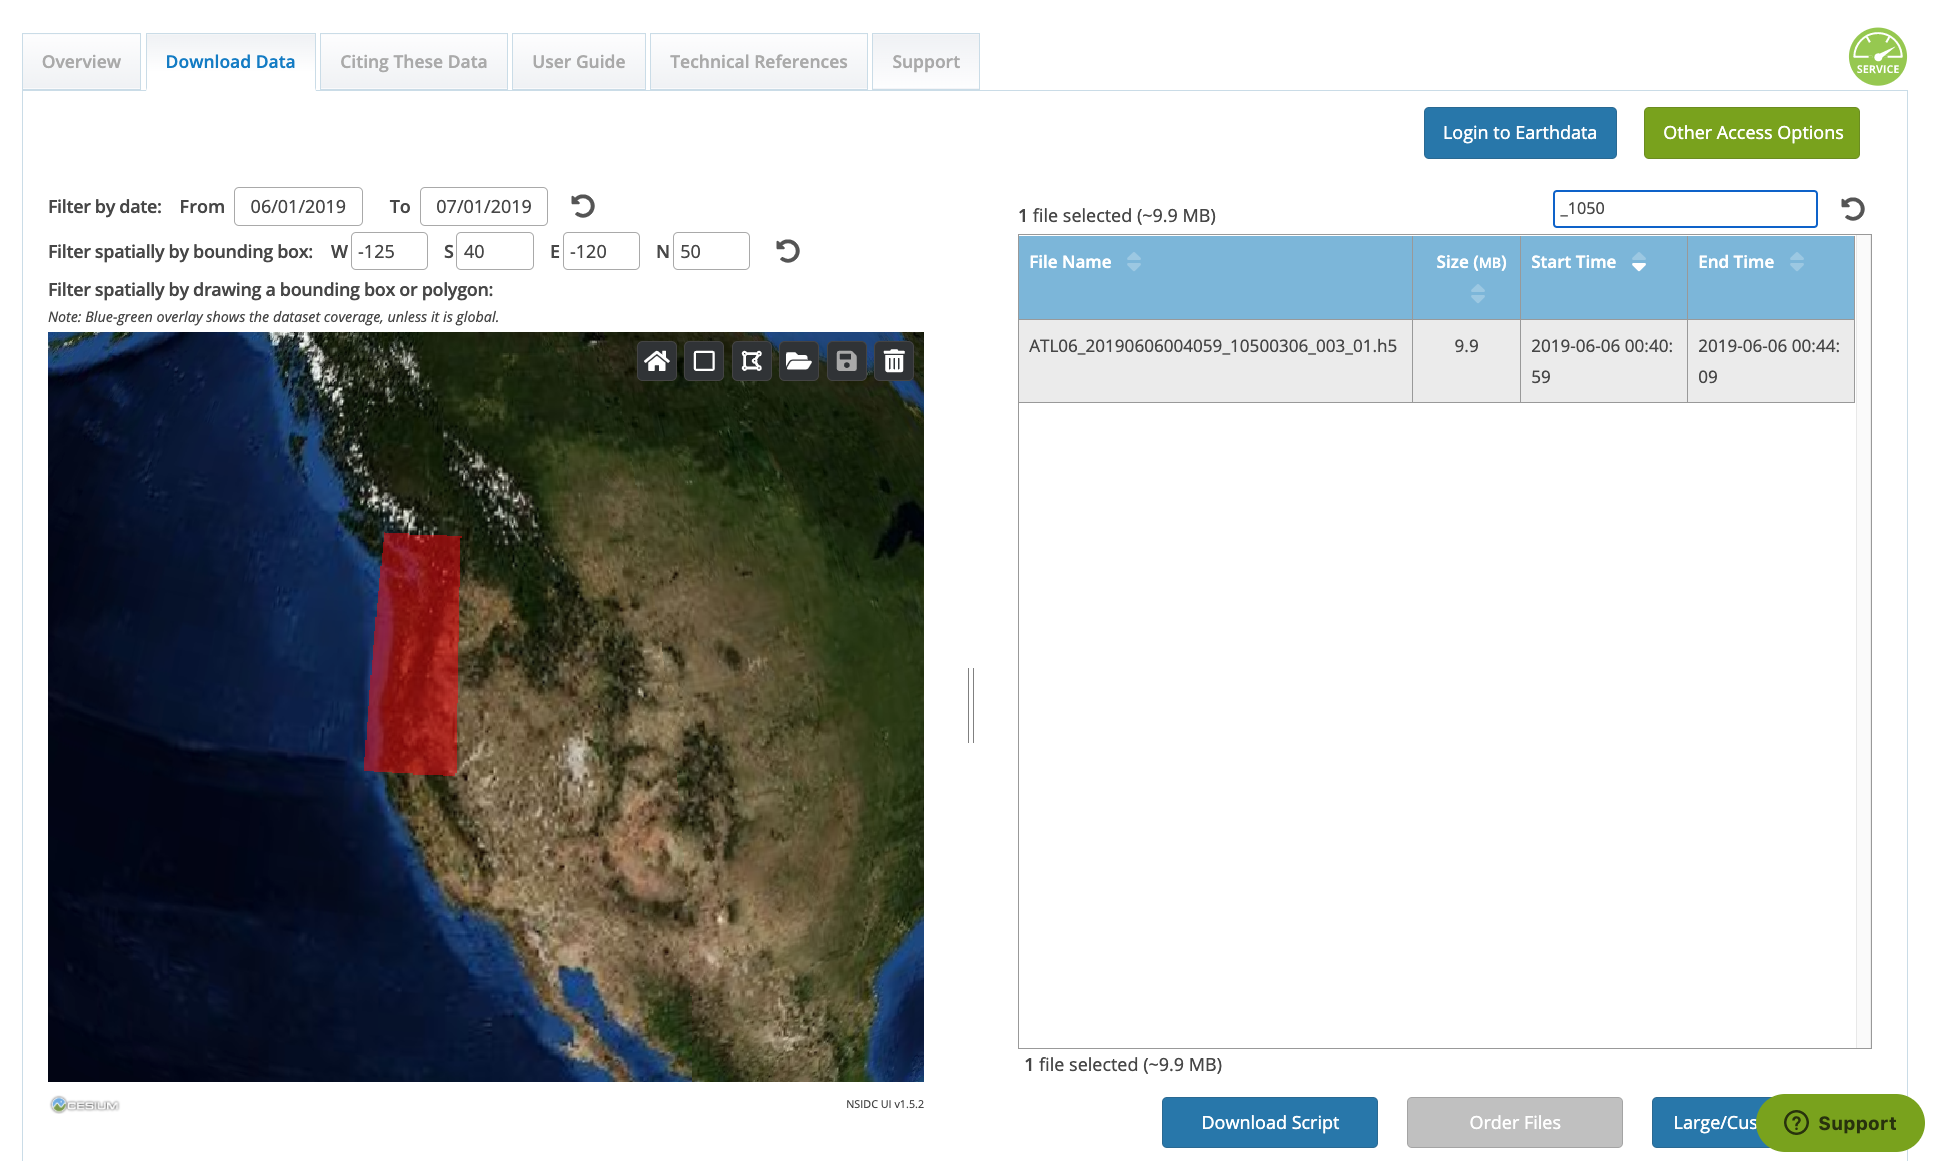 Overview
Download Data
Citing These Data
User Guide
Technical References
Support
SERVICE
Login to Earthdata
Other Access Options
Filter by date: From 06/01/2019 To 07/01/2019
Filter spatially by bounding box: W -125 S 40 E -120 N 50
Filter spatially by drawing a bounding box or polygon:
Note: Blue-green overlay shows the dataset coverage, unless it is global.
CESIUM
NSIDC UI v1.5.2
1 file selected (~9.9 MB)
_1050
File Name
Size (MB)
Start Time
End Time
ATL06_20190606004059_10500306_003_01.h5
9.9
2019-06-06 00:40:
59
2019-06-06 00:44:
09
1 file selected (~9.9 MB)
Download Script
Order Files
Large/Cus
Support